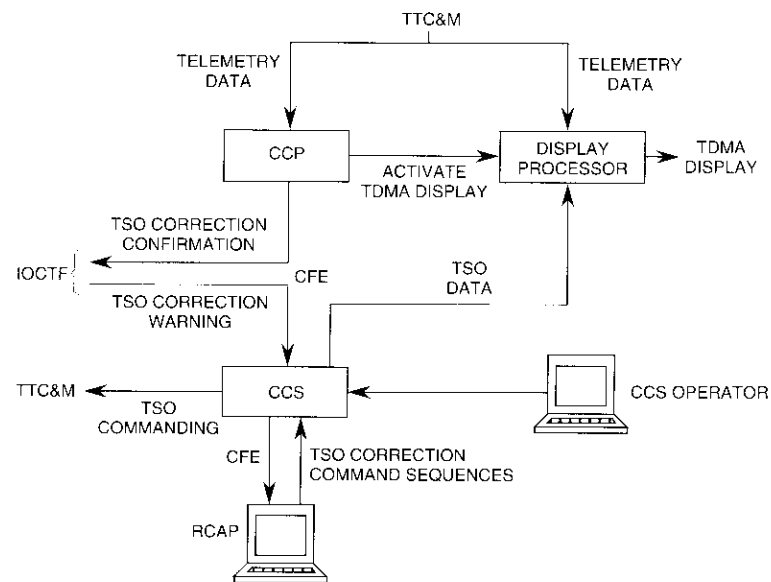 TTC&M
TELEMETRY
DATA
TELEMETRY
DATA
CCP
ACTIVATE
TDMA DISPLAY
DISPLAY
PROCESSOR
TDMA
DISPLAY
TSO CORRECTION
CONFIRMATION
IOCTF
CFE
TSO CORRECTION
WARNING
TSO
DATA
TTC&M
TSO
COMMANDING
CCS
CCS OPERATOR
CFE
TSO CORRECTION
COMMAND SEQUENCES
RCAP